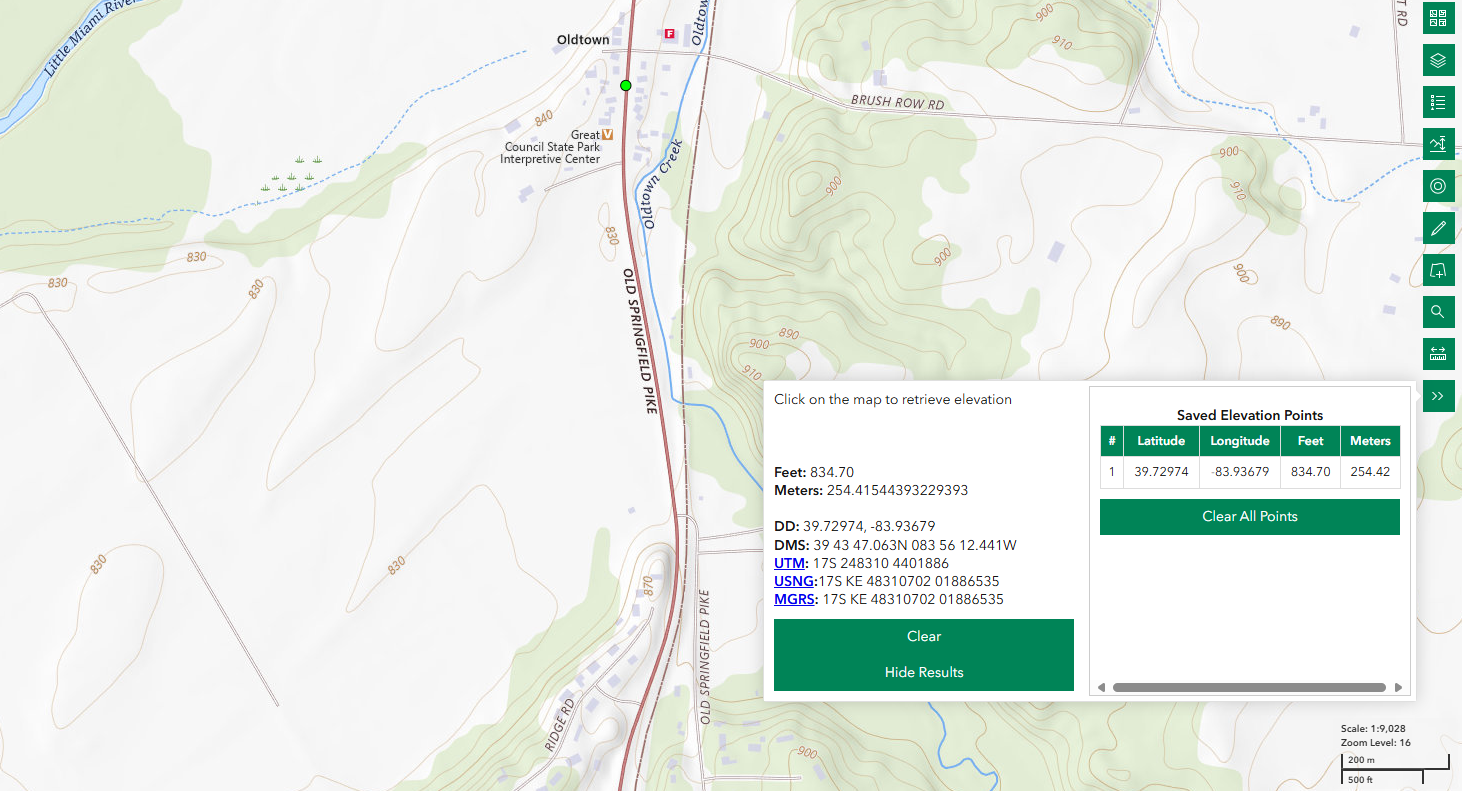 Little Miami River
Oldtown
F
Oldtow
900
910
T RD
BRUSH ROW RD
840
Great V
Council State Park
Interpretive Center
Oldtown Creek
900
900
910
830
830
830
830
900
900
OLD SPRINGFIELD PIKE
890
900
910
890
830
830
870
OLD SPRINGFIELD PIKE
RIDGE RD
900
Click on the map to retrieve elevation
Feet: 834.70
Meters: 254.41544393229393
DD: 39.72974, -83.93679
DMS: 39 43 47.063N 083 56 12.441W
UTM: 17S 248310 4401886
USNG:17S KE 48310702 01886535
MGRS: 17S KE 48310702 01886535
Clear
Hide Results
Saved Elevation Points
# Latitude Longitude Feet Meters
1 39.72974 -83.93679 834.70 254.42
Clear All Points
Scale: 1:9,028
Zoom Level: 16
200 m
500 ft